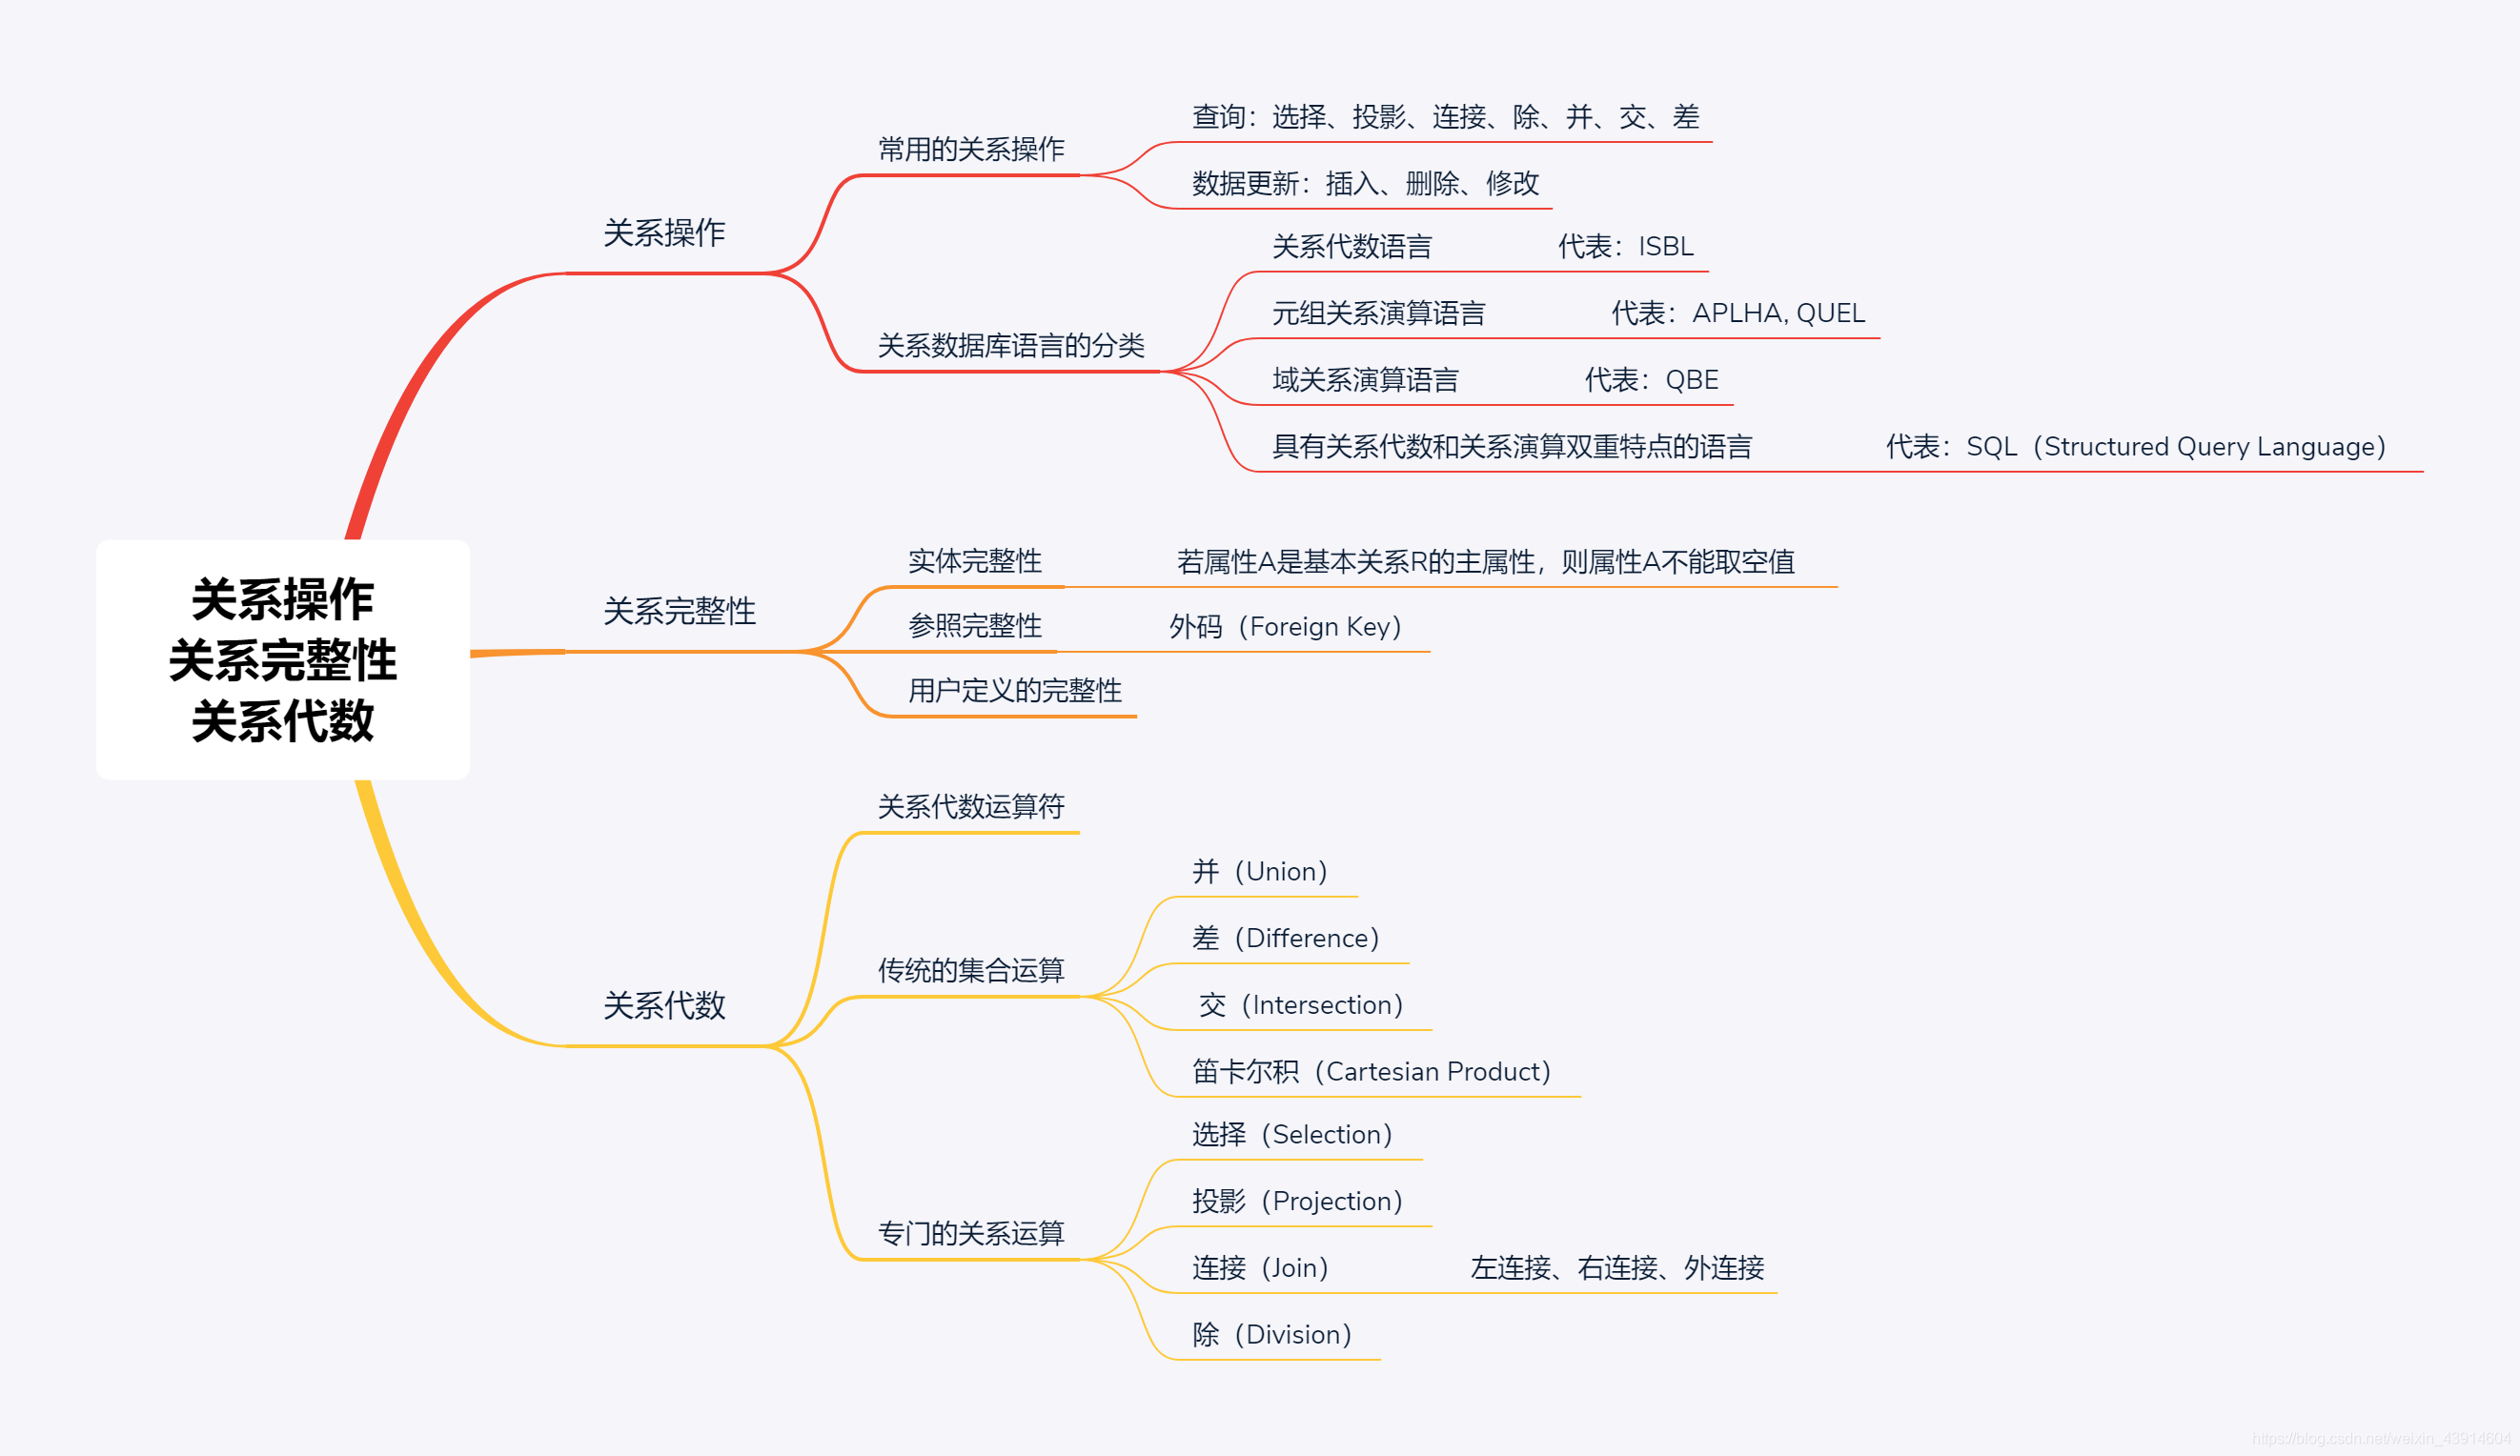 关系操作
关系完整性
关系代数
关系操作
常用的关系操作
查询：选择、投影、连接、除、并、交、差
数据更新：插入、删除、修改
关系数据库语言的分类
关系代数语言 代表：ISBL
元组关系演算语言 代表：APLHA, QUEL
域关系演算语言 代表：QBE
具有关系代数和关系演算双重特点的语言 代表：SQL（Structured Query Language）
关系完整性
实体完整性 若属性A是基本关系R的主属性，则属性A不能取空值
参照完整性 外码（Foreign Key）
用户定义的完整性
关系代数
关系代数运算符
传统的集合运算
并（Union）
差（Difference）
交（Intersection）
笛卡尔积（Cartesian Product）
专门的关系运算
选择（Selection）
投影（Projection）
连接（Join） 左连接、右连接、外连接
除（Division）
https://blog.csdn.net/weixin_43914604